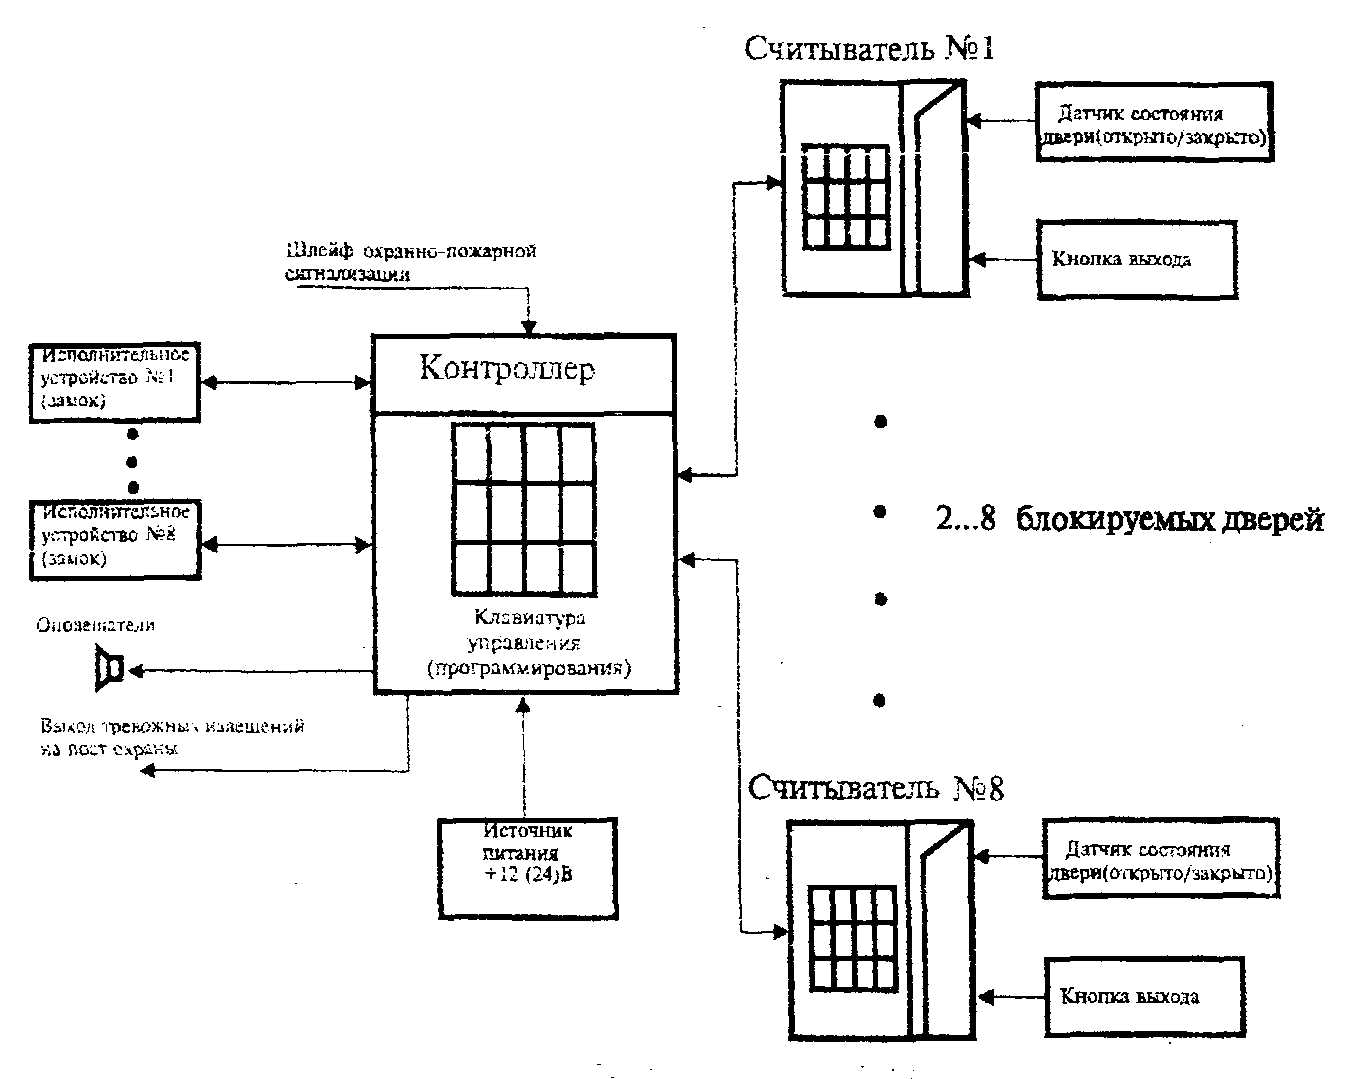 Считыватель №1
Датчик состояния
двери(открыто/закрыто)
Кнопка выхода
Шлейф охранно-пожарной
сигнализации
Контроллер
Исполнительное
устройство №1
(замок)
Исполнительное
устройство №8
(замок)
2...8 блокируемых дверей
Клавиатура
управления
(программирования)
Оповещатели
Выход тревожных извещений
на пост охраны
Источник
питания
+12 (24)В
Считыватель №8
Датчик состояния
двери(открыто/закрыто)
Кнопка выхода